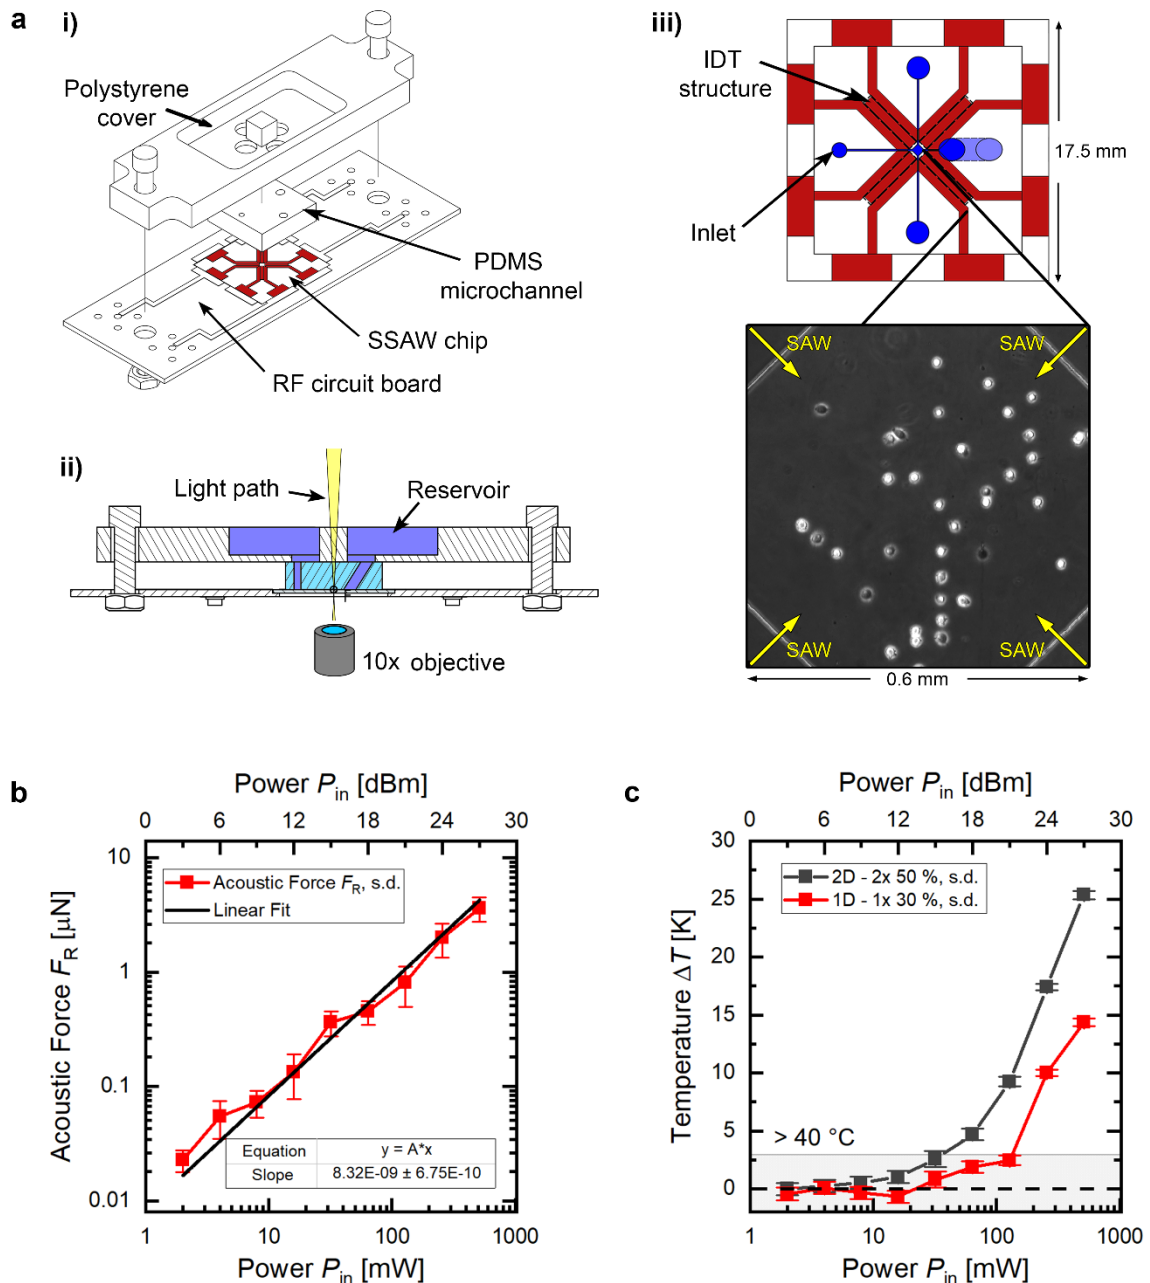 a
i)
Polystyrene
cover
PDMS
microchannel
SSAW chip
RF circuit board
ii)
Light path
Reservoir
10x objective
iii)
IDT
structure
Inlet
17.5 mm
SAW
SAW
SAW
SAW
0.6 mm
b
Power Pin [dBm]
0 6 12 18 24 30
Acoustic Force FR [µN]
10
1
0.1
0.01
Acoustic Force FR, s.d.
Linear Fit
Equation y = A*x
Slope 8.32E-09 ± 6.75E-10
1 10 100 1000
Power Pin [mW]
c
Power Pin [dBm]
0 6 12 18 24 30
Temperature ΔT [K]
30
25
20
15
10
5
0
2D - 2x 50 %, s.d.
1D - 1x 30 %, s.d.
> 40 °C
1 10 100 1000
Power Pin [mW]